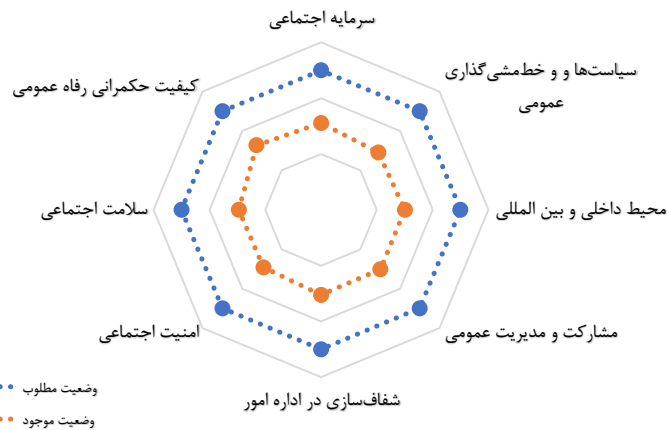 سرمایه اجتماعی
سیاست‌ها و و خط‌مشی‌گذاری
عمومی
محیط داخلی و بین المللی
مشارکت و مدیریت عمومی
شفاف‌سازی در اداره امور
امنیت اجتماعی
سلامت اجتماعی
کیفیت حکمرانی رفاه عمومی
وضعیت مطلوب
وضعیت موجود